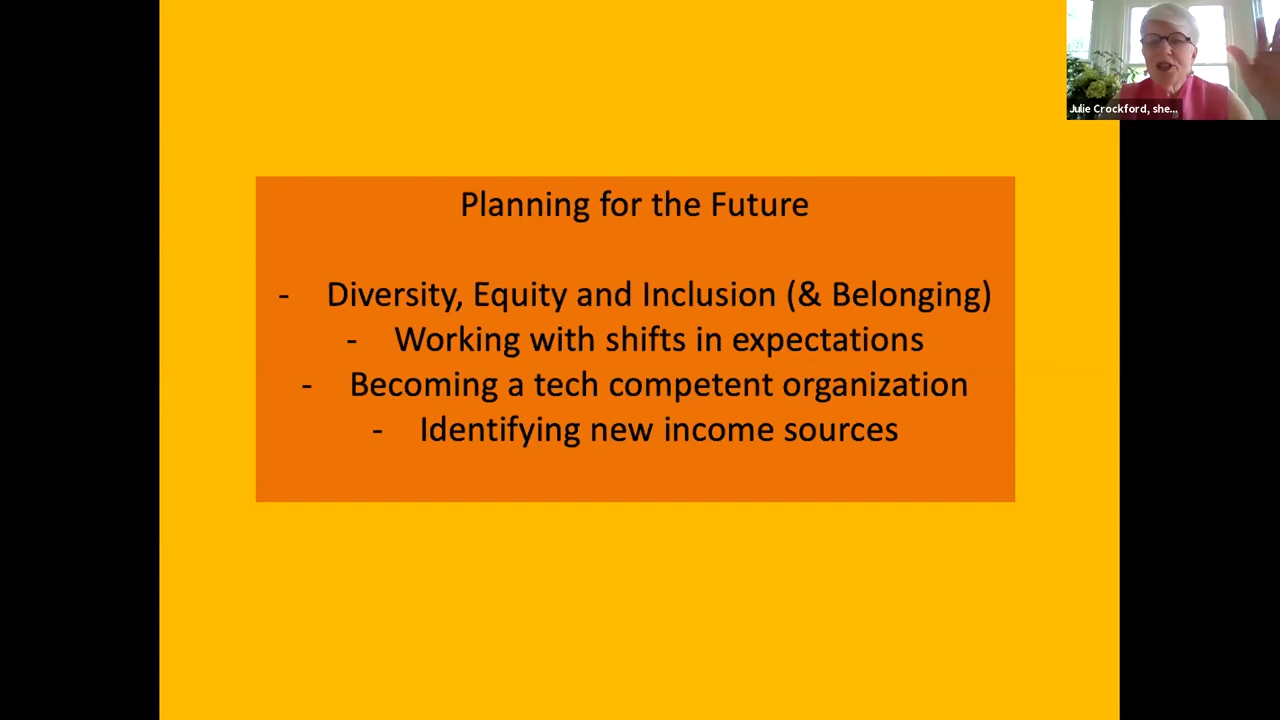 Julie Crockford, she...
Planning for the Future
- Diversity, Equity and Inclusion (& Belonging)
- Working with shifts in expectations
- Becoming a tech competent organization
- Identifying new income sources